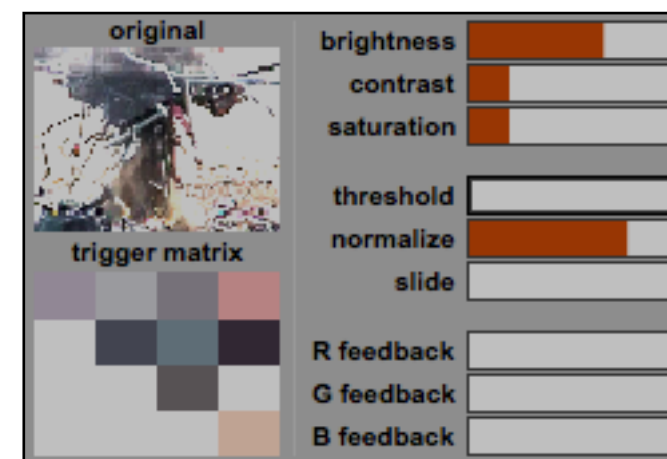 original
trigger matrix
brightness
contrast
saturation
threshold
normalize
slide
R feedback
G feedback
B feedback